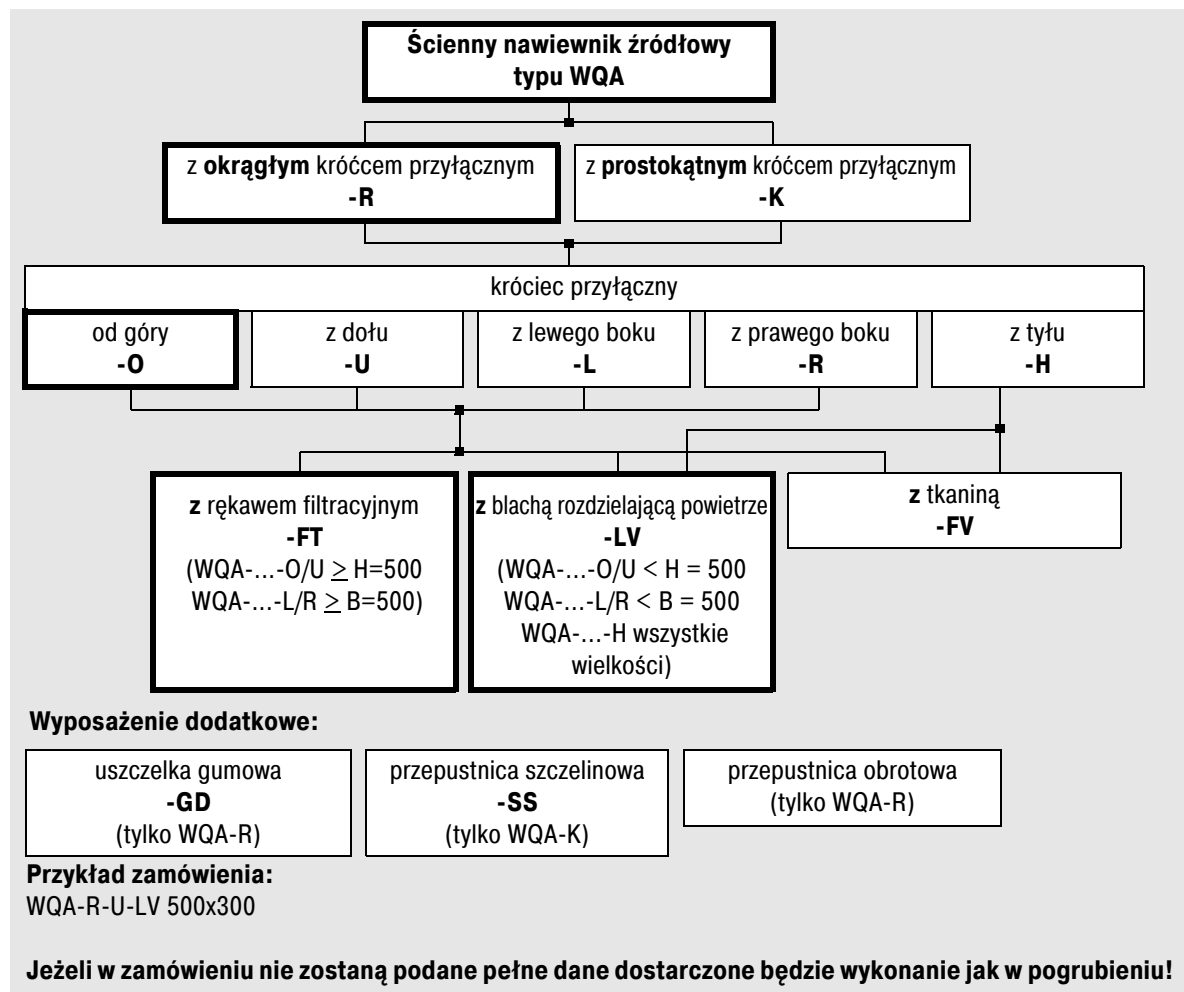 Ścienny nawiewnik źródłowy
typu WQA
z okrągłym króćcem przyłącznym
-R
z prostokątnym króćcem przyłącznym
-K
króciec przyłączny
od góry
-O
z dołu
-U
z lewego boku
-L
z prawego boku
-R
z tyłu
-H
z rękawem filtracyjnym
-FT
(WQA-...-O/U ≥ H=500
WQA-...-L/R ≥ B=500)
z blachą rozdzielającą powietrze
-LV
(WQA-...-O/U < H = 500
WQA-...-L/R < B = 500
WQA-...-H wszystkie
wielkości)
z tkaniną
-FV
Wyposażenie dodatkowe:
uszczelka gumowa
-GD
(tylko WQA-R)
przepustnica szczelinowa
-SS
(tylko WQA-K)
przepustnica obrotowa
(tylko WQA-R)
Przykład zamówienia:
WQA-R-U-LV 500x300
Jeżeli w zamówieniu nie zostaną podane pełne dane dostarczone będzie wykonanie jak w pogrubieniu!